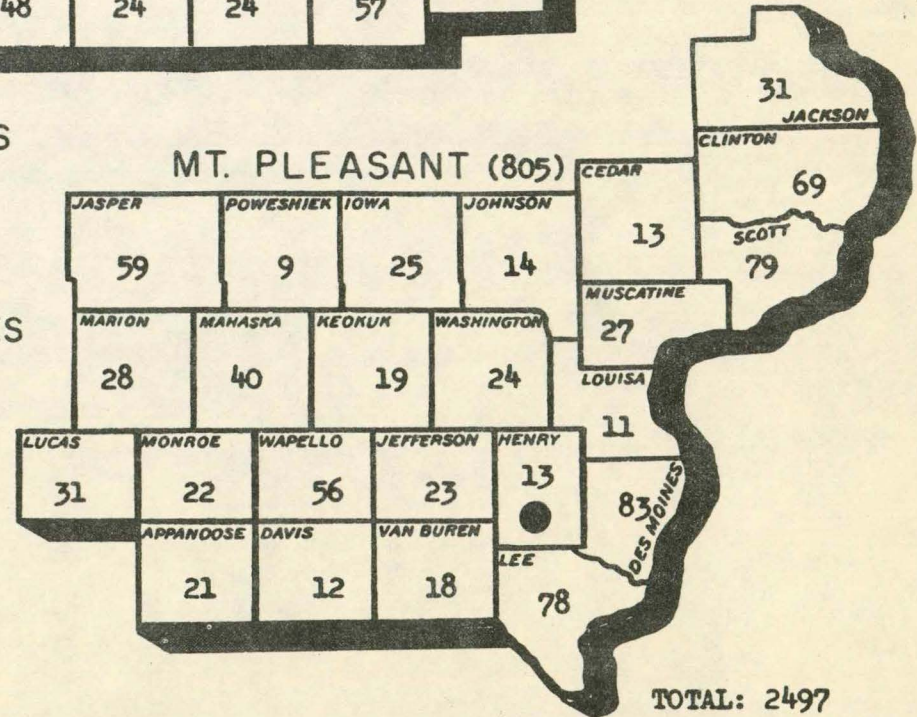 48 24 24 57
S
MT. PLEASANT (805)
31
JACKSON
CLINTON
69
CEDAR
13
SCOTT
79
JASPER POWESHIEK IOWA JOHNSON
59 9 25 14
MUSCATINE
27
S
MARION MAHASKA KEOKUK WASHINGTON
28 40 19 24
LOUISA
11
LUCAS MONROE WAPELLO JEFFERSON HENRY
31 22 56 23 13
83
DES MOINES
APPANOOSE DAVIS VAN BUREN
21 12 18
LEE
78
TOTAL: 2497